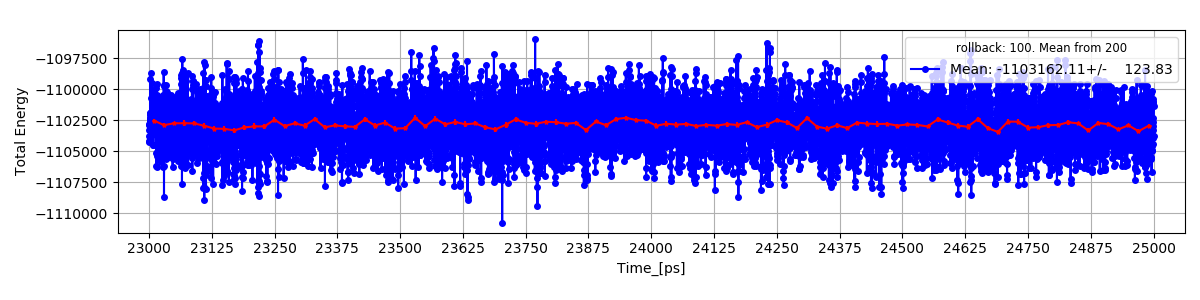 rollback: 100. Mean from 200
Mean: -1103162.11+/- 123.83
Total Energy
−1097500
−1100000
−1102500
−1105000
−1107500
−1110000
23000 23125 23250 23375 23500 23625 23750 23875 24000 24125 24250 24375 24500 24625 24750 24875 25000
Time_[ps]